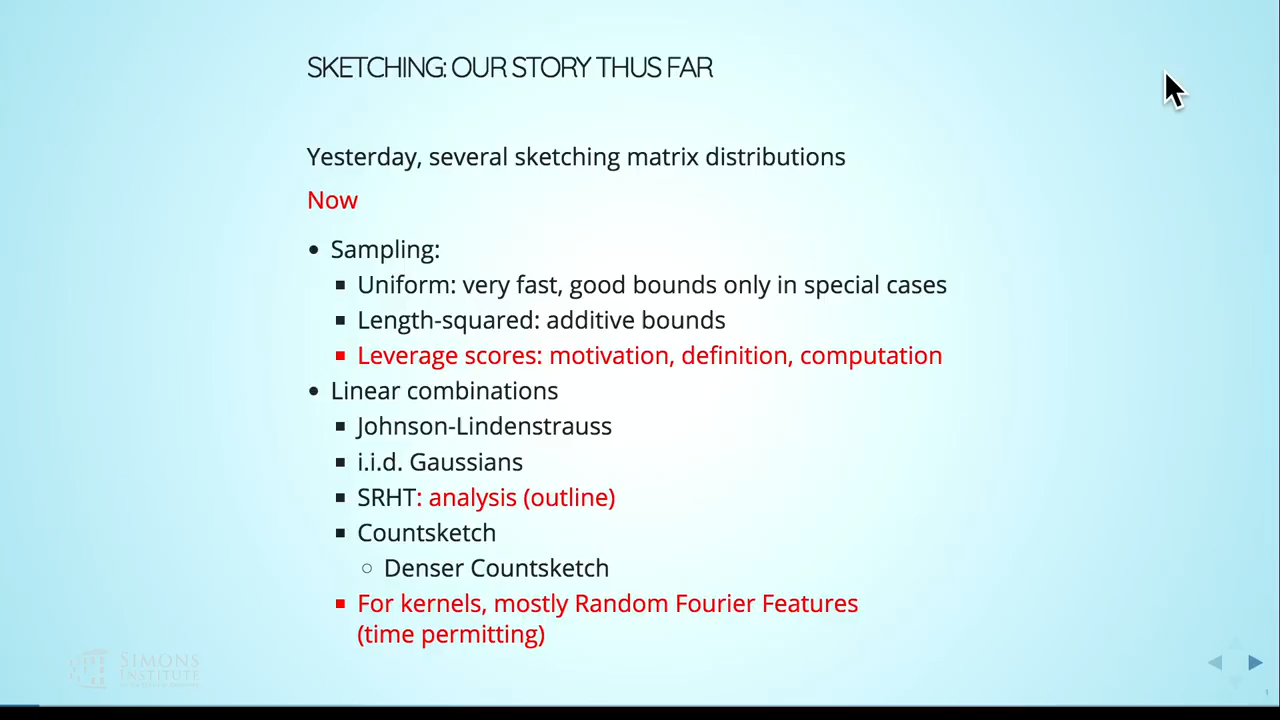 SKETCHING: OUR STORY THUS FAR
Yesterday, several sketching matrix distributions
Now
• Sampling:
▪ Uniform: very fast, good bounds only in special cases
▪ Length-squared: additive bounds
▪ Leverage scores: motivation, definition, computation
• Linear combinations
▪ Johnson-Lindenstrauss
▪ i.i.d. Gaussians
▪ SRHT: analysis (outline)
▪ Countsketch
○ Denser Countsketch
▪ For kernels, mostly Random Fourier Features
(time permitting)
SIMONS
INSTITUTE
1